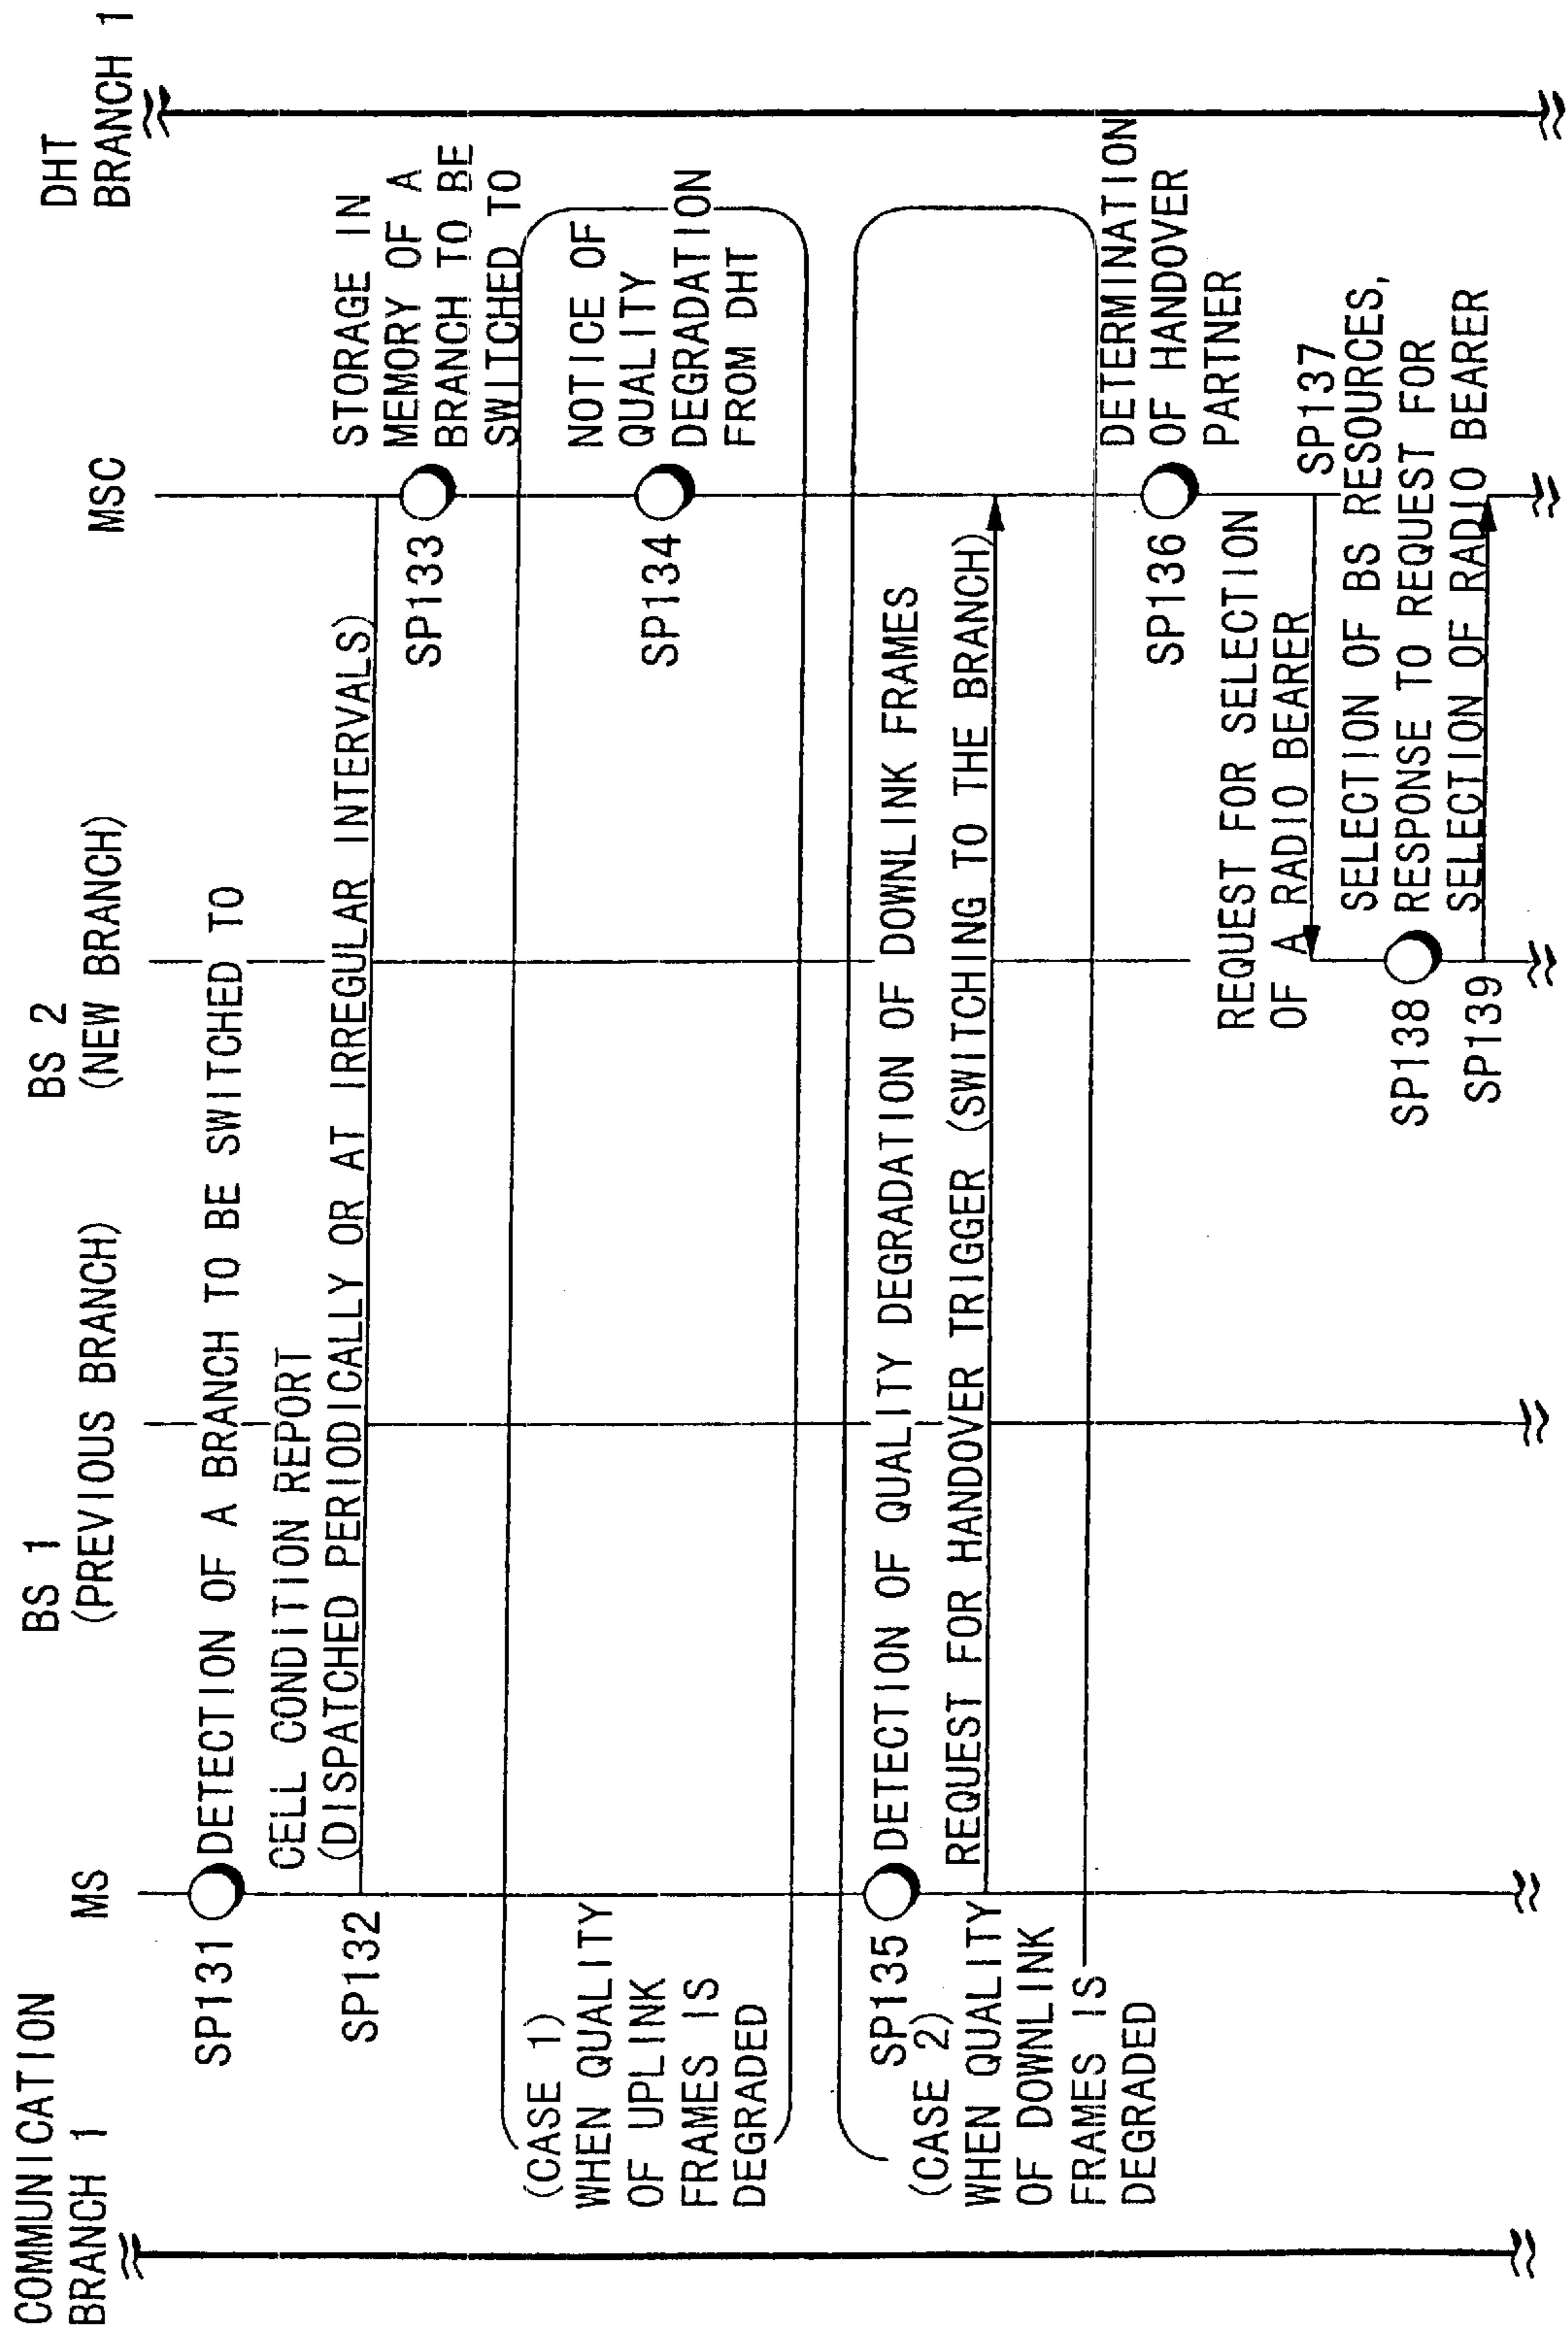 COMMUNICATION
BRANCH 1
MS
BS 1
(PREVIOUS BRANCH)
BS 2
(NEW BRANCH)
MSC
DHT
BRANCH 1
SP131
DETECTION OF A BRANCH TO BE SWITCHED TO
CELL CONDITION REPORT
(DISPATCHED PERIODICALLY OR AT IRREGULAR INTERVALS)
SP132
SP133
STORAGE IN
MEMORY OF A
BRANCH TO BE
SWITCHED TO
(CASE 1)
WHEN QUALITY
OF UPLINK
FRAMES IS
DEGRADED
SP134
NOTICE OF
QUALITY
DEGRADATION
FROM DHT
SP135
DETECTION OF QUALITY DEGRADATION OF DOWNLINK FRAMES
(CASE 2)
WHEN QUALITY
OF DOWNLINK
FRAMES IS
DEGRADED
REQUEST FOR HANDOVER TRIGGER (SWITCHING TO THE BRANCH)
SP136
DETERMINATION
OF HANDOVER
PARTNER
REQUEST FOR SELECTION
OF A RADIO BEARER
SP137
SELECTION OF BS RESOURCES,
RESPONSE TO REQUEST FOR
SELECTION OF RADIO BEARER
SP138
SP139